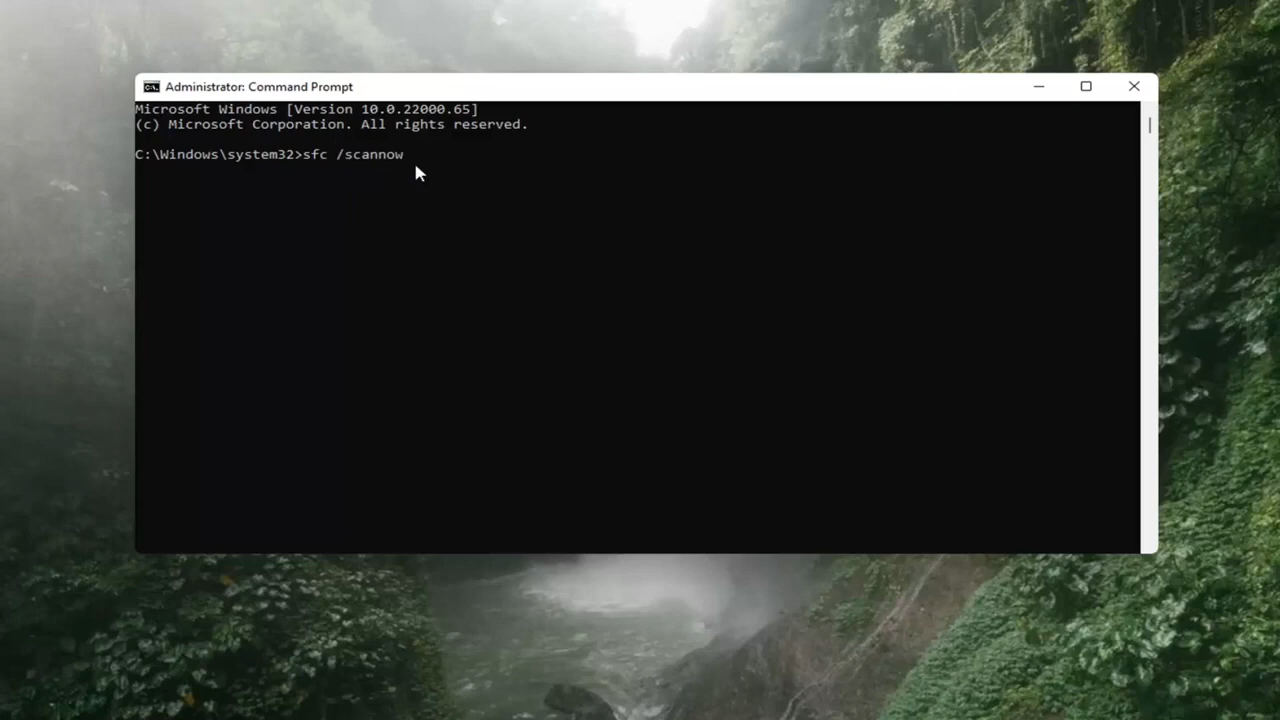 Administrator: Command Prompt
Microsoft Windows [Version 10.0.22000.65]
(c) Microsoft Corporation. All rights reserved.
C:\Windows\system32>sfc /scannow